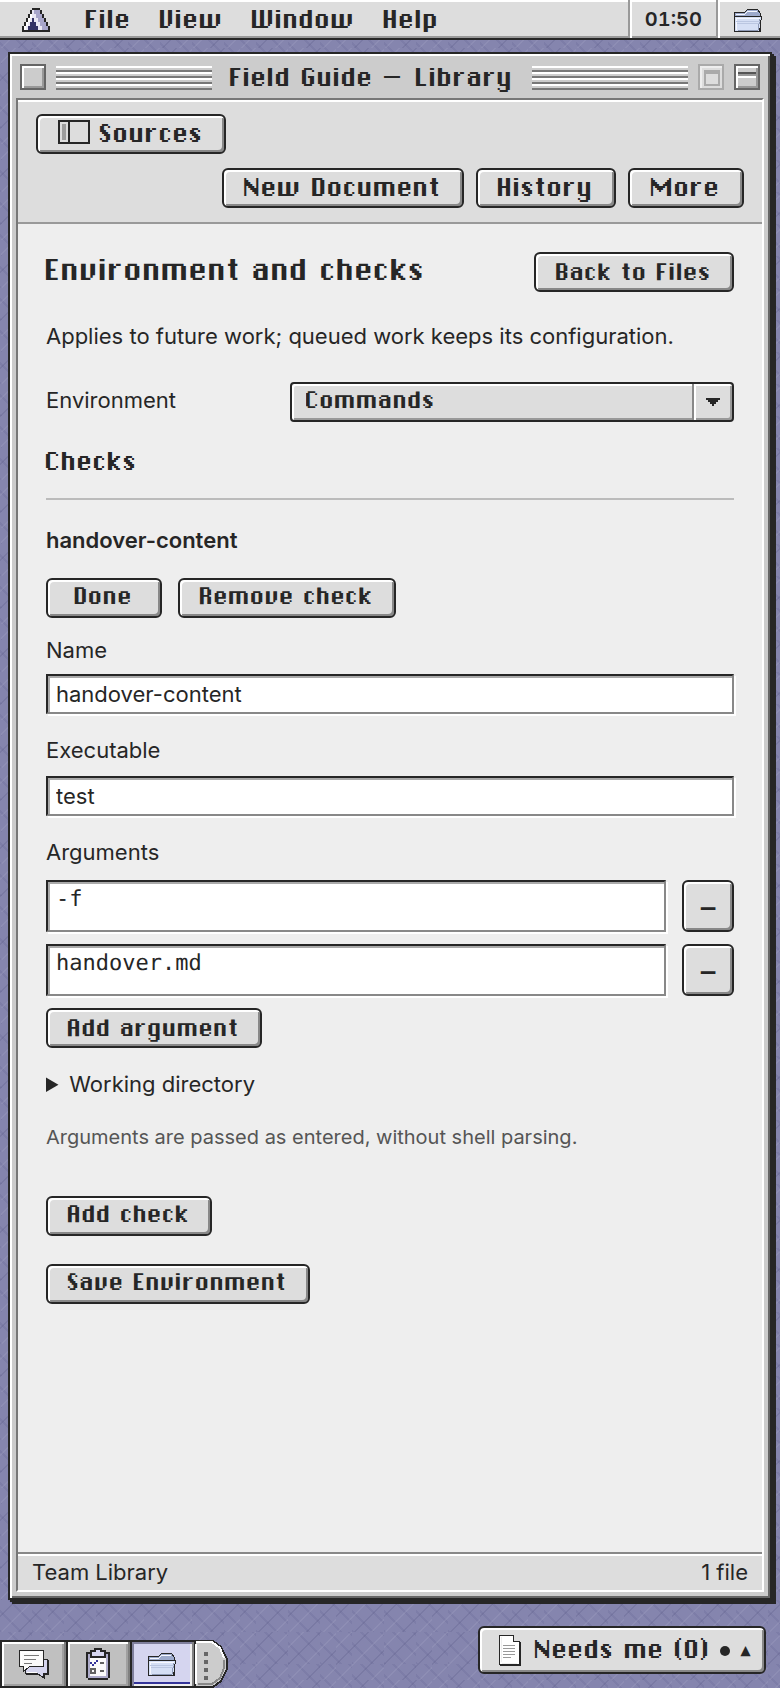 File View Window Help 01:50
Field Guide — Library
Sources
New Document History More
Environment and checks Back to Files
Applies to future work; queued work keeps its configuration.
Environment Commands
Checks
handover-content
Done Remove check
Name
handover-content
Executable
test
Arguments
-f –
handover.md –
Add argument
▶ Working directory
Arguments are passed as entered, without shell parsing.
Add check
Save Environment
Team Library 1 file
Needs me (0) ● ▲